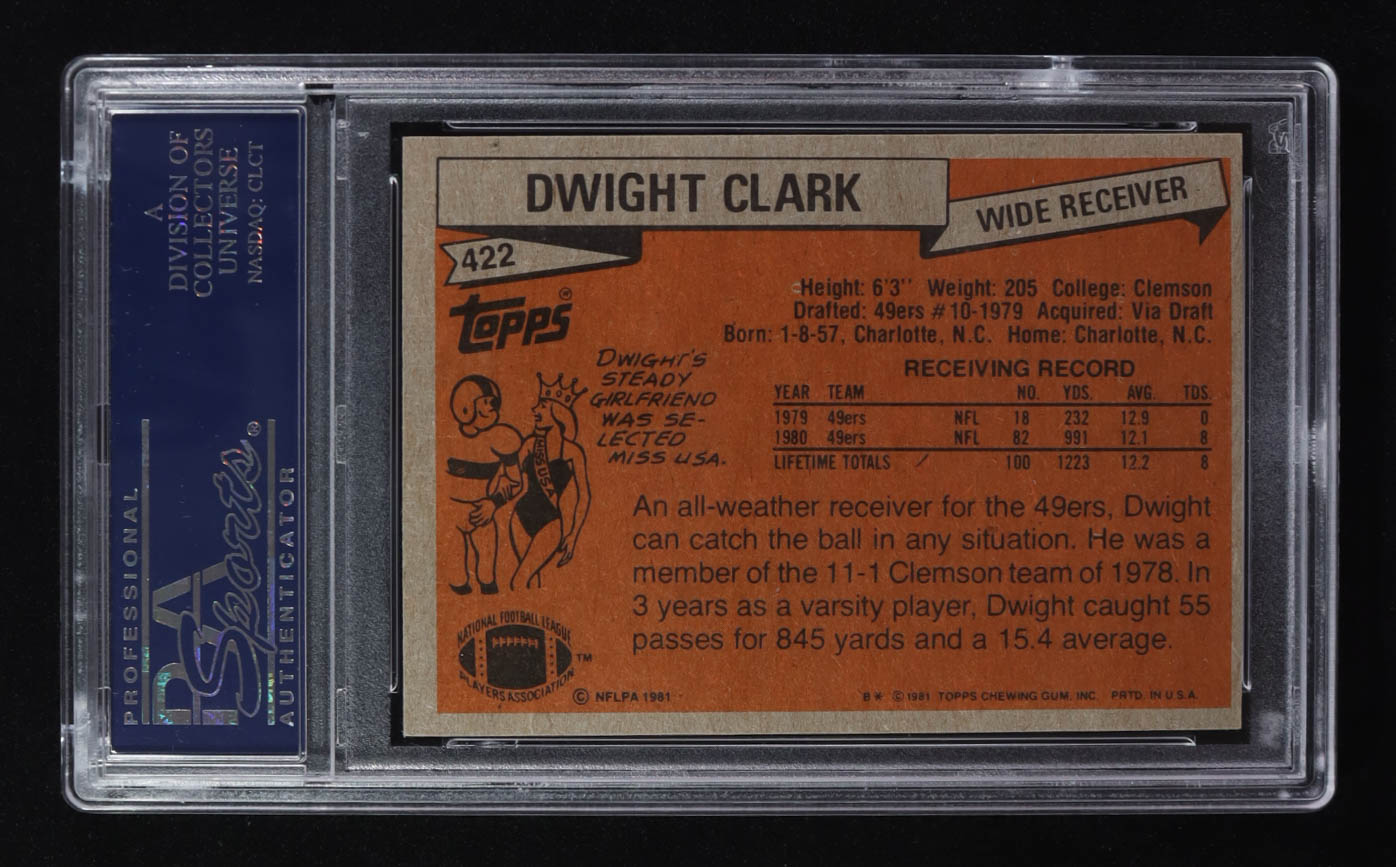 A
DIVISION OF
COLLECTORS
UNIVERSE
NASDAQ: CLCT
PROFESSIONAL
PSA
Sports®
AUTHENTICATOR
DWIGHT CLARK
WIDE RECEIVER
422
Topps®
Height: 6'3'' Weight: 205 College: Clemson
Drafted: 49ers #10-1979 Acquired: Via Draft
Born: 1-8-57, Charlotte, N.C. Home: Charlotte, N.C.
DWIGHT'S
STEADY
GIRLFRIEND
WAS SE-
LECTED
MISS USA.
MISS USA
RECEIVING RECORD
YEAR TEAM NO. YDS. AVG. TDS.
1979 49ers NFL 18 232 12.9 0
1980 49ers NFL 82 991 12.1 8
LIFETIME TOTALS 100 1223 12.2 8
An all-weather receiver for the 49ers, Dwight
can catch the ball in any situation. He was a
member of the 11-1 Clemson team of 1978. In
3 years as a varsity player, Dwight caught 55
passes for 845 yards and a 15.4 average.
NATIONAL FOOTBALL LEAGUE
PLAYERS ASSOCIATION
™
© NFLPA 1981
B* © 1981 TOPPS CHEWING GUM, INC. PRTD. IN U.S.A.